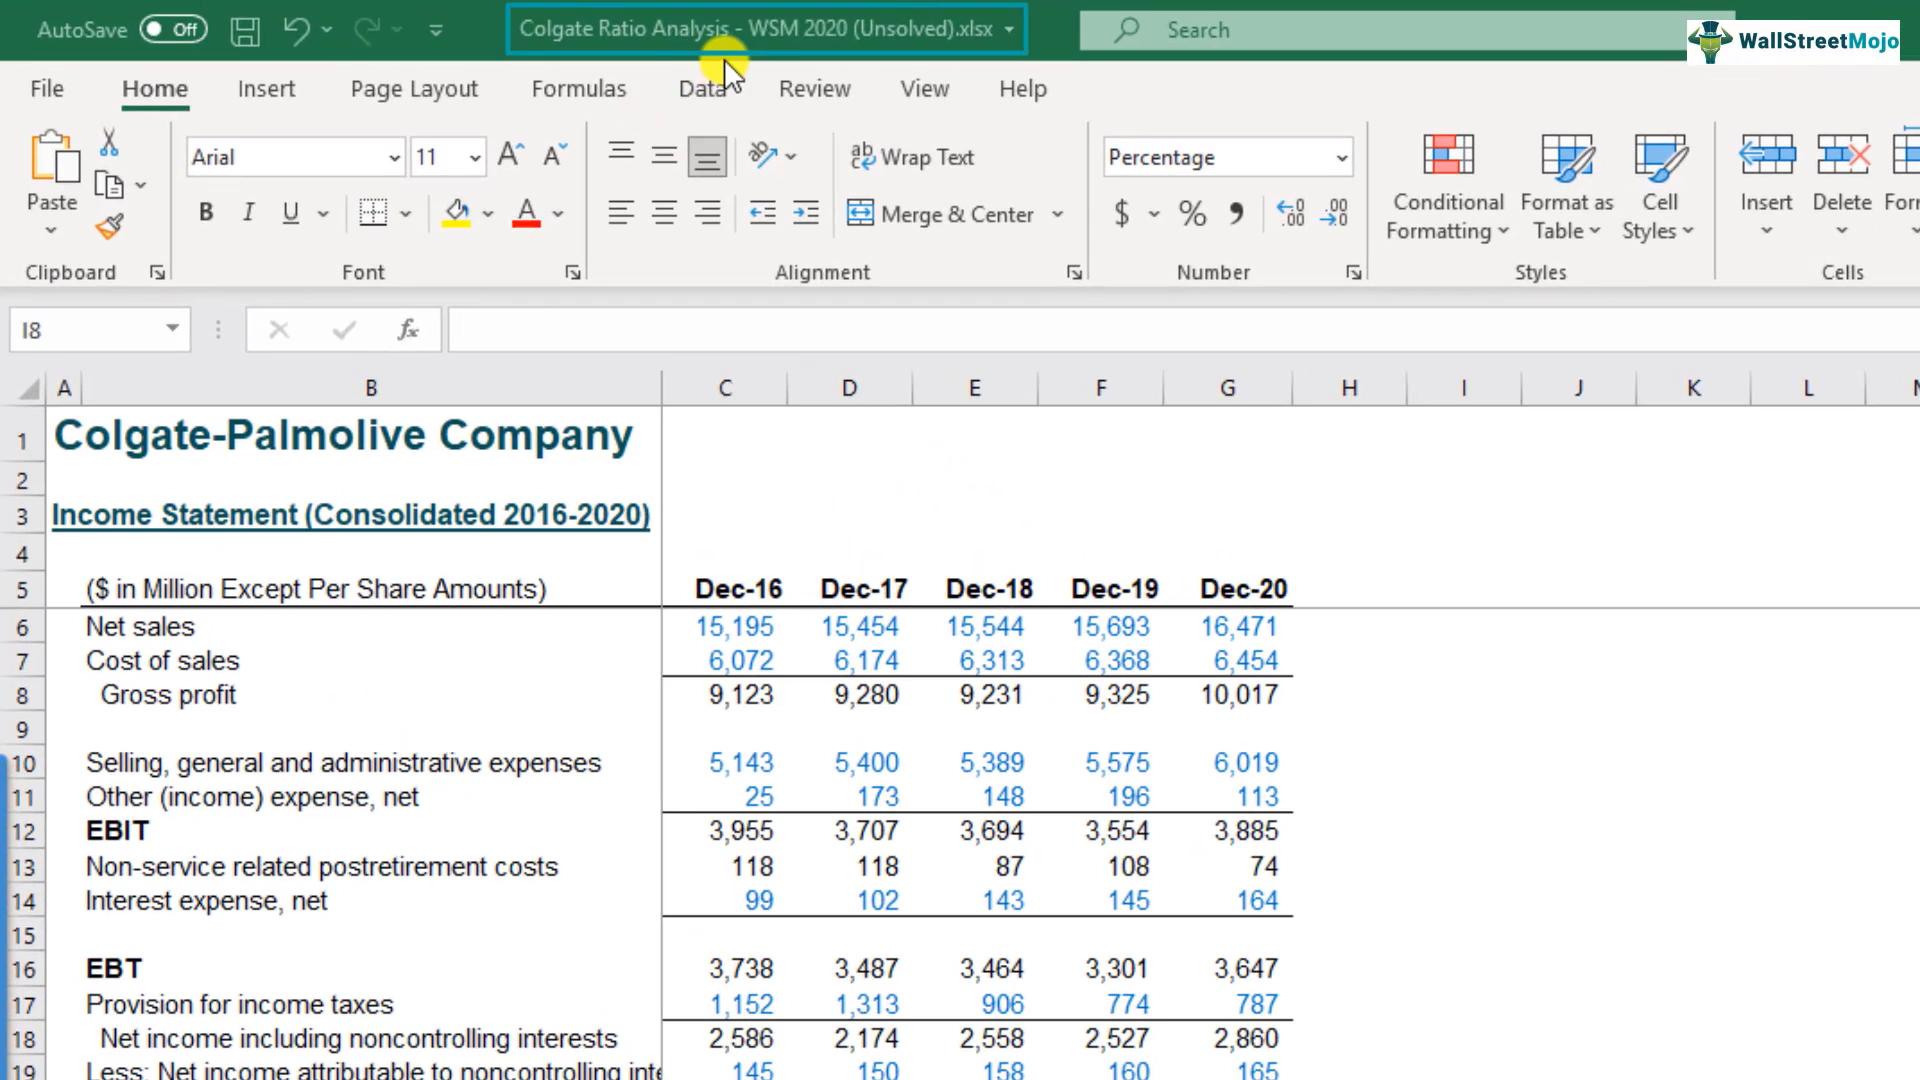 AutoSave Off
Colgate Ratio Analysis - WSM 2020 (Unsolved).xlsx
Search
WallStreetMojo
File Home Insert Page Layout Formulas Data Review View Help
Arial 11
Wrap Text
Percentage
Paste
Merge & Center
$ % ,
B I U
Conditional Formatting
Format as Table
Cell Styles
Insert Delete
Clipboard Font Alignment Number Styles Cells
I8 fx
A B C D E F G H I J K L
1 Colgate-Palmolive Company
2
3 Income Statement (Consolidated 2016-2020)
4
5 ($ in Million Except Per Share Amounts) Dec-16 Dec-17 Dec-18 Dec-19 Dec-20
6 Net sales 15,195 15,454 15,544 15,693 16,471
7 Cost of sales 6,072 6,174 6,313 6,368 6,454
8 Gross profit 9,123 9,280 9,231 9,325 10,017
9
10 Selling, general and administrative expenses 5,143 5,400 5,389 5,575 6,019
11 Other (income) expense, net 25 173 148 196 113
12 EBIT 3,955 3,707 3,694 3,554 3,885
13 Non-service related postretirement costs 118 118 87 108 74
14 Interest expense, net 99 102 143 145 164
15
16 EBT 3,738 3,487 3,464 3,301 3,647
17 Provision for income taxes 1,152 1,313 906 774 787
18 Net income including noncontrolling interests 2,586 2,174 2,558 2,527 2,860
19 Less: Net income attributable to noncontrolling inte 145 150 158 160 165